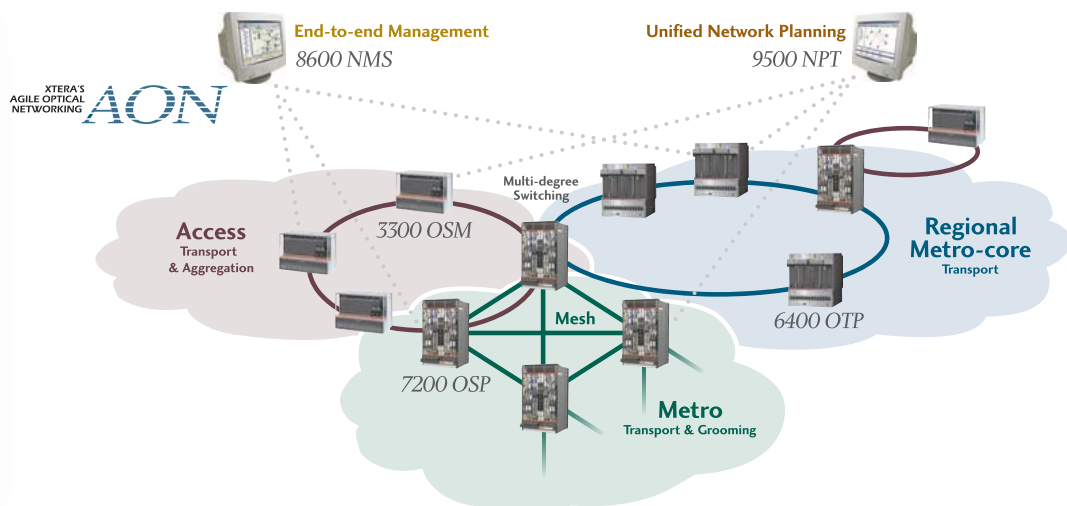 End-to-end Management
8600 NMS
Unified Network Planning
9500 NPT
XTERA'S
AGILE OPTICAL
NETWORKING
AON
Multi-degree
Switching
3300 OSM
Access
Transport
& Aggregation
Regional
Metro-core
Transport
Mesh
6400 OTP
7200 OSP
Metro
Transport & Grooming